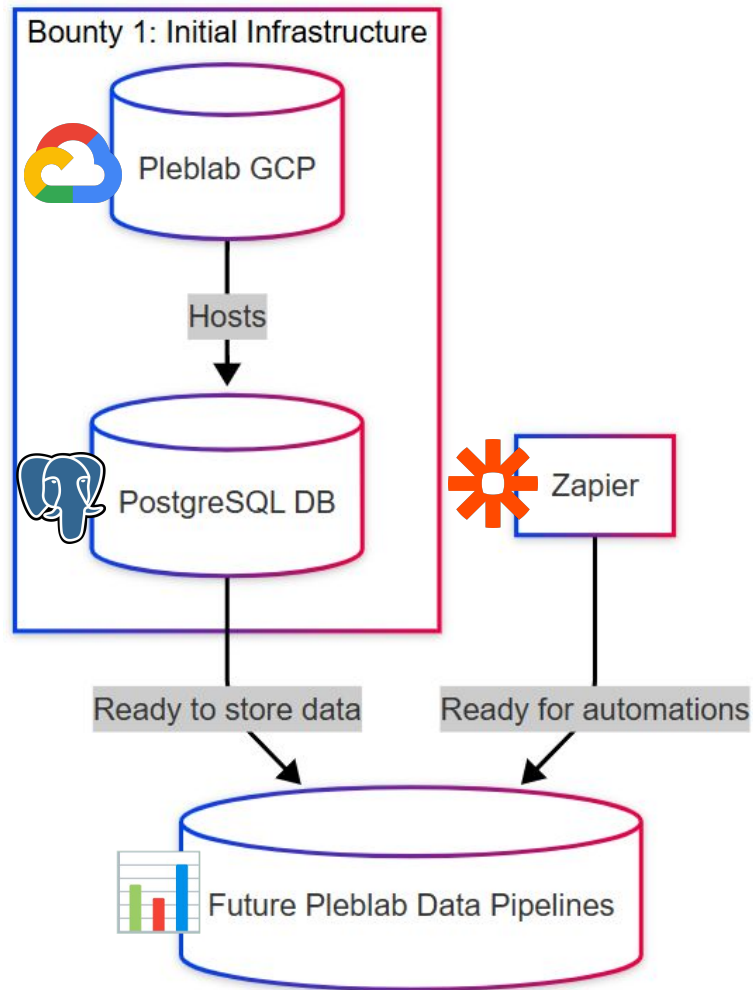 Bounty 1: Initial Infrastructure
Pleblab GCP
Hosts
PostgreSQL DB
Zapier
Ready to store data
Ready for automations
Future Pleblab Data Pipelines